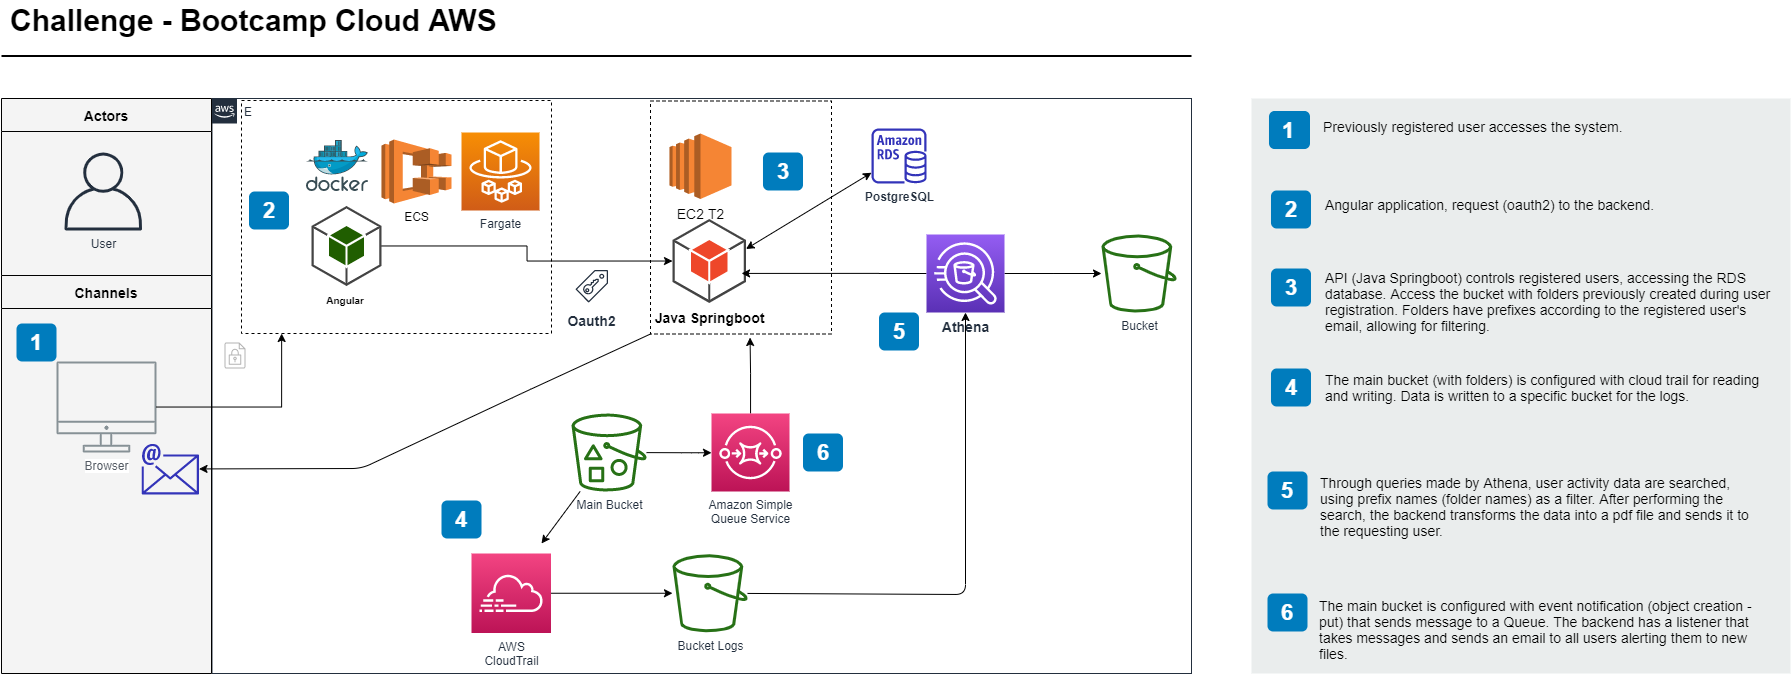 Challenge - Bootcamp Cloud AWS
Actors
User
Channels
1
Browser
@
aws
E
docker
ECS
Fargate
2
Angular
Oauth2
EC2 T2
3
Java Springboot
Amazon
RDS
PostgreSQL
5
Athena
Bucket
Main Bucket
6
Amazon Simple
Queue Service
4
AWS
CloudTrail
Bucket Logs
1
Previously registered user accesses the system.
2
Angular application, request (oauth2) to the backend.
3
API (Java Springboot) controls registered users, accessing the RDS
database. Access the bucket with folders previously created during user
registration. Folders have prefixes according to the registered user's
email, allowing for filtering.
4
The main bucket (with folders) is configured with cloud trail for reading
and writing. Data is written to a specific bucket for the logs.
5
Through queries made by Athena, user activity data are searched,
using prefix names (folder names) as a filter. After performing the
search, the backend transforms the data into a pdf file and sends it to
the requesting user.
6
The main bucket is configured with event notification (object creation -
put) that sends message to a Queue. The backend has a listener that
takes messages and sends an email to all users alerting them to new
files.